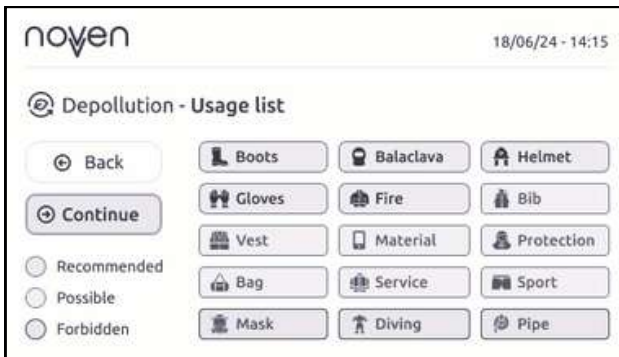 noven
18/06/24 - 14:15
Depollution - Usage list
Back
Continue
Recommended
Possible
Forbidden
Boots
Balaclava
Helmet
Gloves
Fire
Bib
Vest
Material
Protection
Bag
Service
Sport
Mask
Diving
Pipe